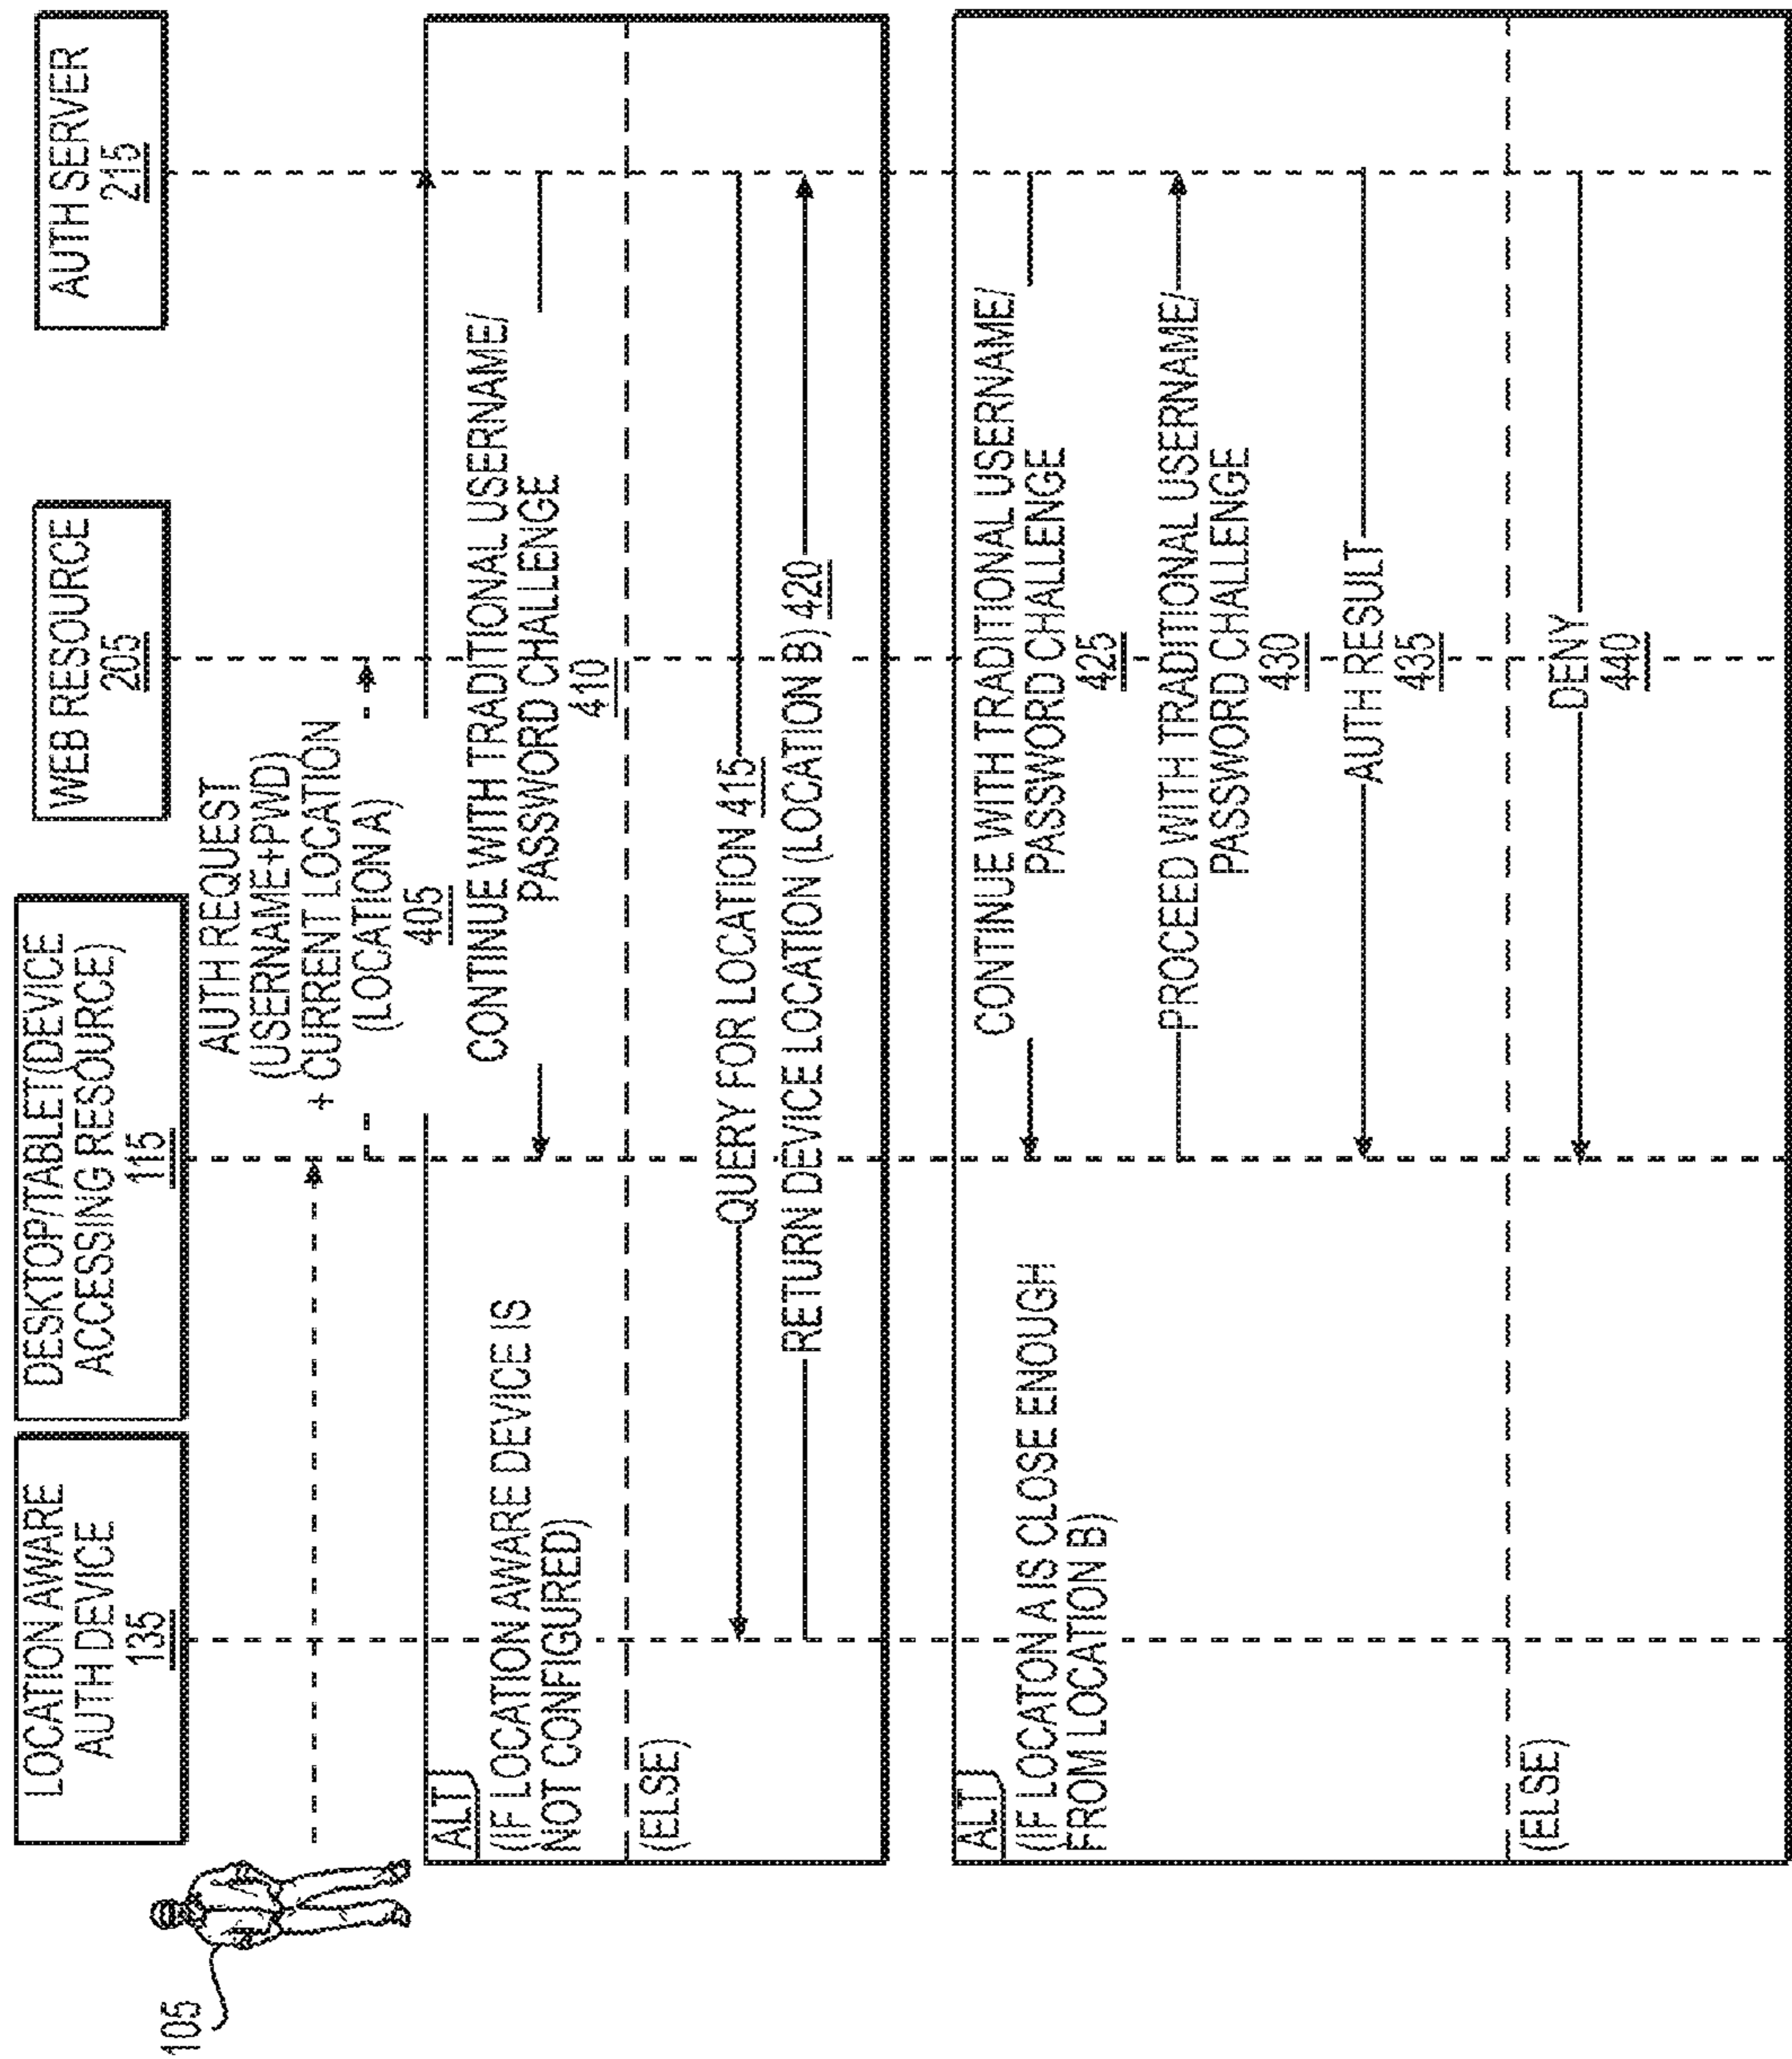 105
LOCATION AWARE
AUTH DEVICE
135
DESKTOP/TABLET(DEVICE
ACCESSING RESOURCE)
115
WEB RESOURCE
205
AUTH SERVER
215
AUTH REQUEST
(USERNAME+PWD)
+ CURRENT LOCATION
(LOCATION A)
405
ALT
(IF LOCATION AWARE DEVICE IS
NOT CONFIGURED)
CONTINUE WITH TRADITIONAL USERNAME/
PASSWORD CHALLENGE
410
(ELSE)
QUERY FOR LOCATION 415
RETURN DEVICE LOCATION (LOCATION B) 420
ALT
(IF LOCATON A IS CLOSE ENOUGH
FROM LOCATION B)
CONTINUE WITH TRADITIONAL USERNAME/
PASSWORD CHALLENGE
425
PROCEED WITH TRADITIONAL USERNAME/
PASSWORD CHALLENGE
430
AUTH RESULT
435
(ELSE)
DENY
440